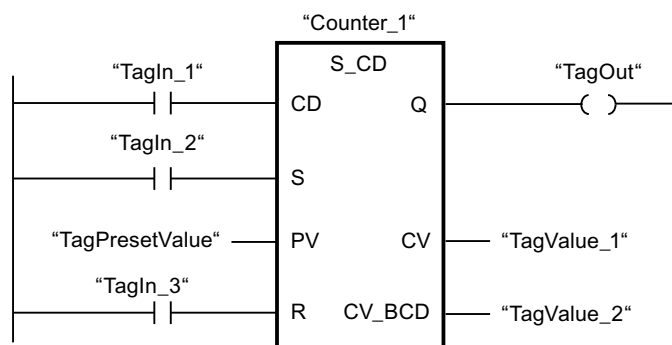 “Counter_1“
S_CD
“TagIn_1“
“TagOut“
CD
Q
“TagIn_2“
S
“TagPresetValue“
PV
CV
“TagValue_1“
“TagIn_3“
R
CV_BCD
“TagValue_2“